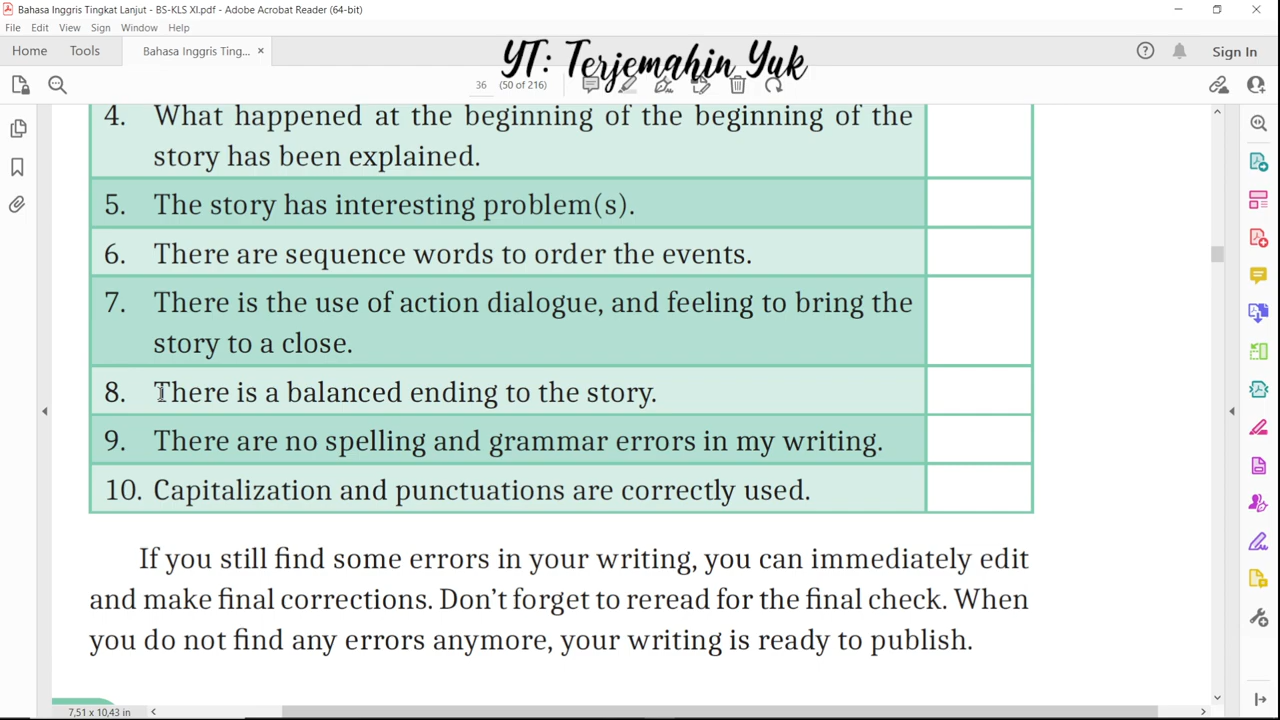 Bahasa Inggris Tingkat Lanjut - BS-KLS XI.pdf - Adobe Acrobat Reader (64-bit)
File Edit View Sign Window Help
Home Tools Bahasa Inggris Ting... × Sign In
YT: Terjemahin Yuk
36 (50 of 216)
4. What happened at the beginning of the beginning of the
story has been explained.
5. The story has interesting problem(s).
6. There are sequence words to order the events.
7. There is the use of action dialogue, and feeling to bring the
story to a close.
8. There is a balanced ending to the story.
9. There are no spelling and grammar errors in my writing.
10. Capitalization and punctuations are correctly used.
If you still find some errors in your writing, you can immediately edit
and make final corrections. Don't forget to reread for the final check. When
you do not find any errors anymore, your writing is ready to publish.
7,51 x 10,43 in